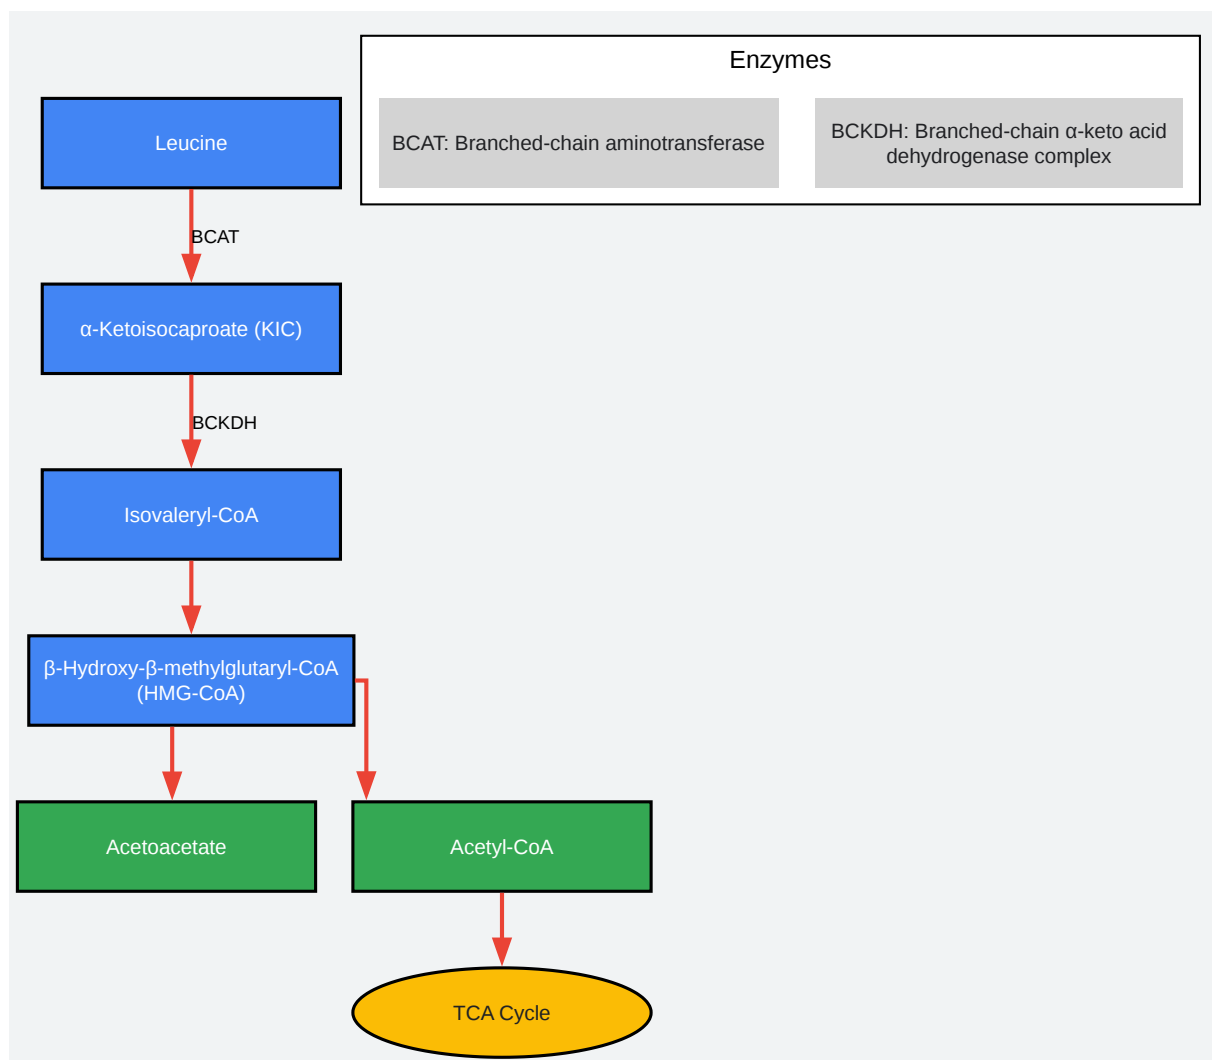 Enzymes
BCAT: Branched-chain aminotransferase
BCKDH: Branched-chain α-keto acid
dehydrogenase complex
Leucine
BCAT
α-Ketoisocaproate (KIC)
BCKDH
Isovaleryl-CoA
β-Hydroxy-β-methylglutaryl-CoA
(HMG-CoA)
Acetoacetate
Acetyl-CoA
TCA Cycle